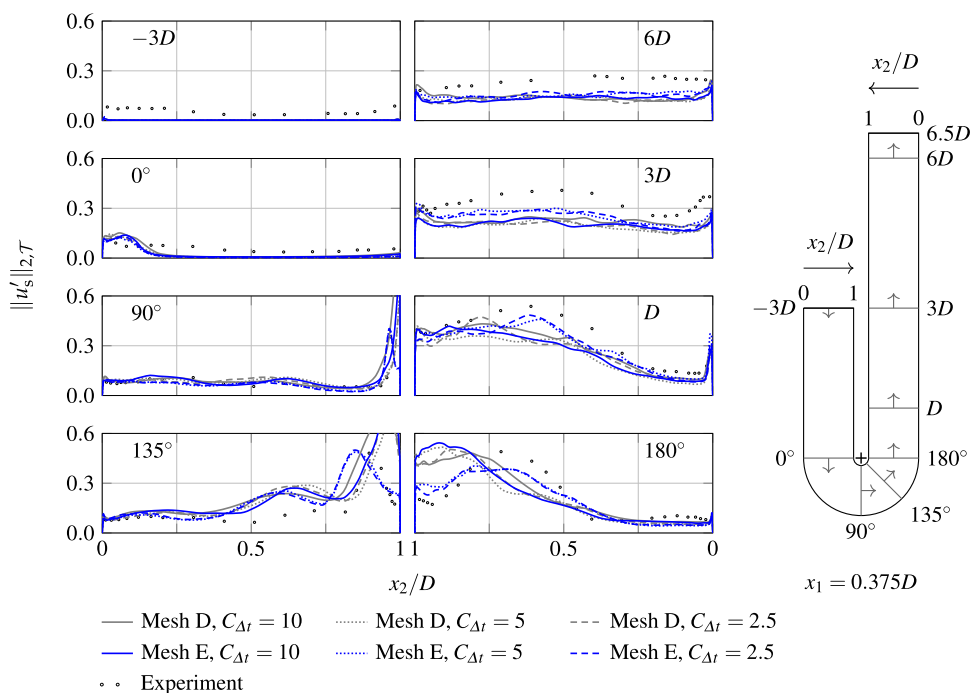 ||u′s||2,𝒯
0.6
0.3
0.0
−3D
6D
0.6
0.3
0.0
0°
3D
0.6
0.3
0.0
90°
D
0.6
0.3
0.0
135°
180°
0 0.5 1 1 0.5 0
x2/D
x2/D
1 0
6.5D
6D
x2/D
0 1
−3D
3D
D
0°
180°
135°
90°
x1 = 0.375D
Mesh D, CΔt = 10 Mesh D, CΔt = 5 Mesh D, CΔt = 2.5
Mesh E, CΔt = 10 Mesh E, CΔt = 5 Mesh E, CΔt = 2.5
Experiment